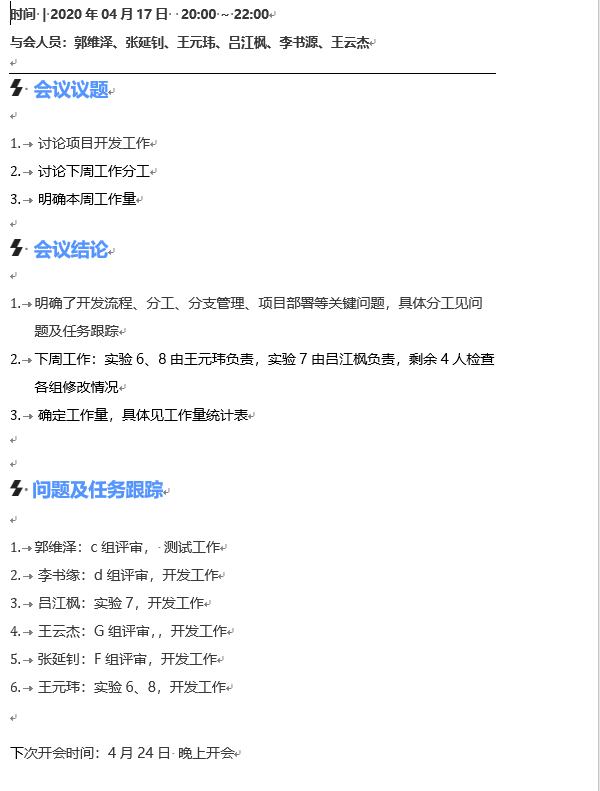 时间 | 2020 年 04 月 17 日 20:00 ~ 22:00
与会人员：郭维泽、张延钊、王元玮、吕江枫、李书源、王云杰
会议议题
1. 讨论项目开发工作
2. 讨论下周工作分工
3. 明确本周工作量
会议结论
1. 明确了开发流程、分工、分支管理、项目部署等关键问题，具体分工见问
题及任务跟踪
2. 下周工作：实验 6、8 由王元玮负责，实验 7 由吕江枫负责，剩余 4 人检查
各组修改情况
3. 确定工作量，具体见工作量统计表
问题及任务跟踪
1. 郭维泽：c 组评审， 测试工作
2. 李书缘：d 组评审，开发工作
3. 吕江枫：实验 7，开发工作
4. 王云杰：G 组评审，，开发工作
5. 张延钊：F 组评审，开发工作
6. 王元玮：实验 6、8，开发工作
下次开会时间：4 月 24 日 晚上开会